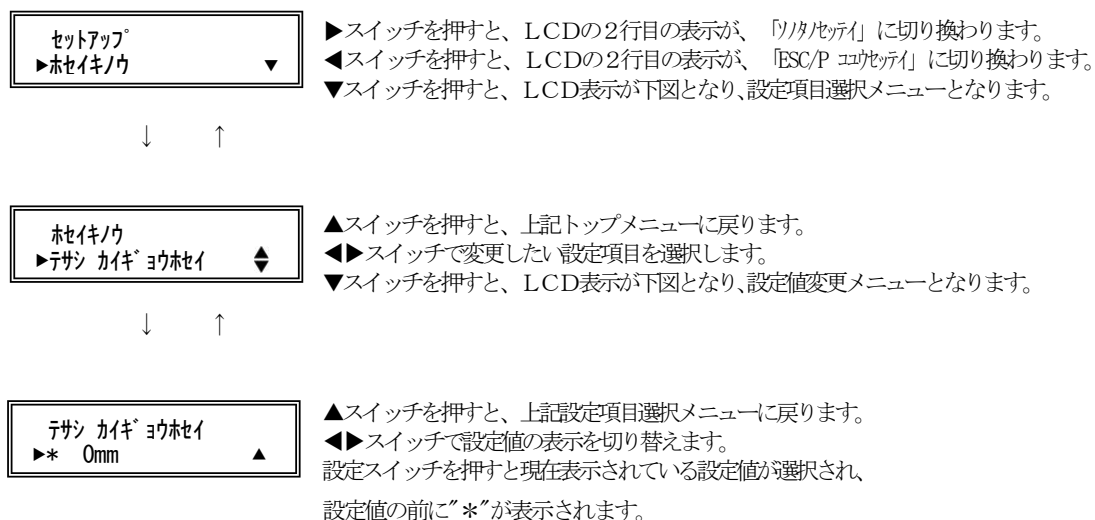 セットアップ
▶ホセイキノウ ▼
▶スイッチを押すと、LCDの2行目の表示が、「ソノタノセッテイ」に切り換わります。
◀スイッチを押すと、LCDの2行目の表示が、「ESC/P コユウセッテイ」に切り換わります。
▼スイッチを押すと、LCD表示が下図となり、設定項目選択メニューとなります。
↓ ↑
ホセイキノウ
▶テサシ カイギョウホセイ ◆
▲スイッチを押すと、上記トップメニューに戻ります。
◀▶スイッチで変更したい設定項目を選択します。
▼スイッチを押すと、LCD表示が下図となり、設定値変更メニューとなります。
↓ ↑
テサシ カイギョウホセイ
▶* 0mm ▲
▲スイッチを押すと、上記設定項目選択メニューに戻ります。
◀▶スイッチで設定値の表示を切り替えます。
設定スイッチを押すと現在表示されている設定値が選択され、
設定値の前に"*"が表示されます。